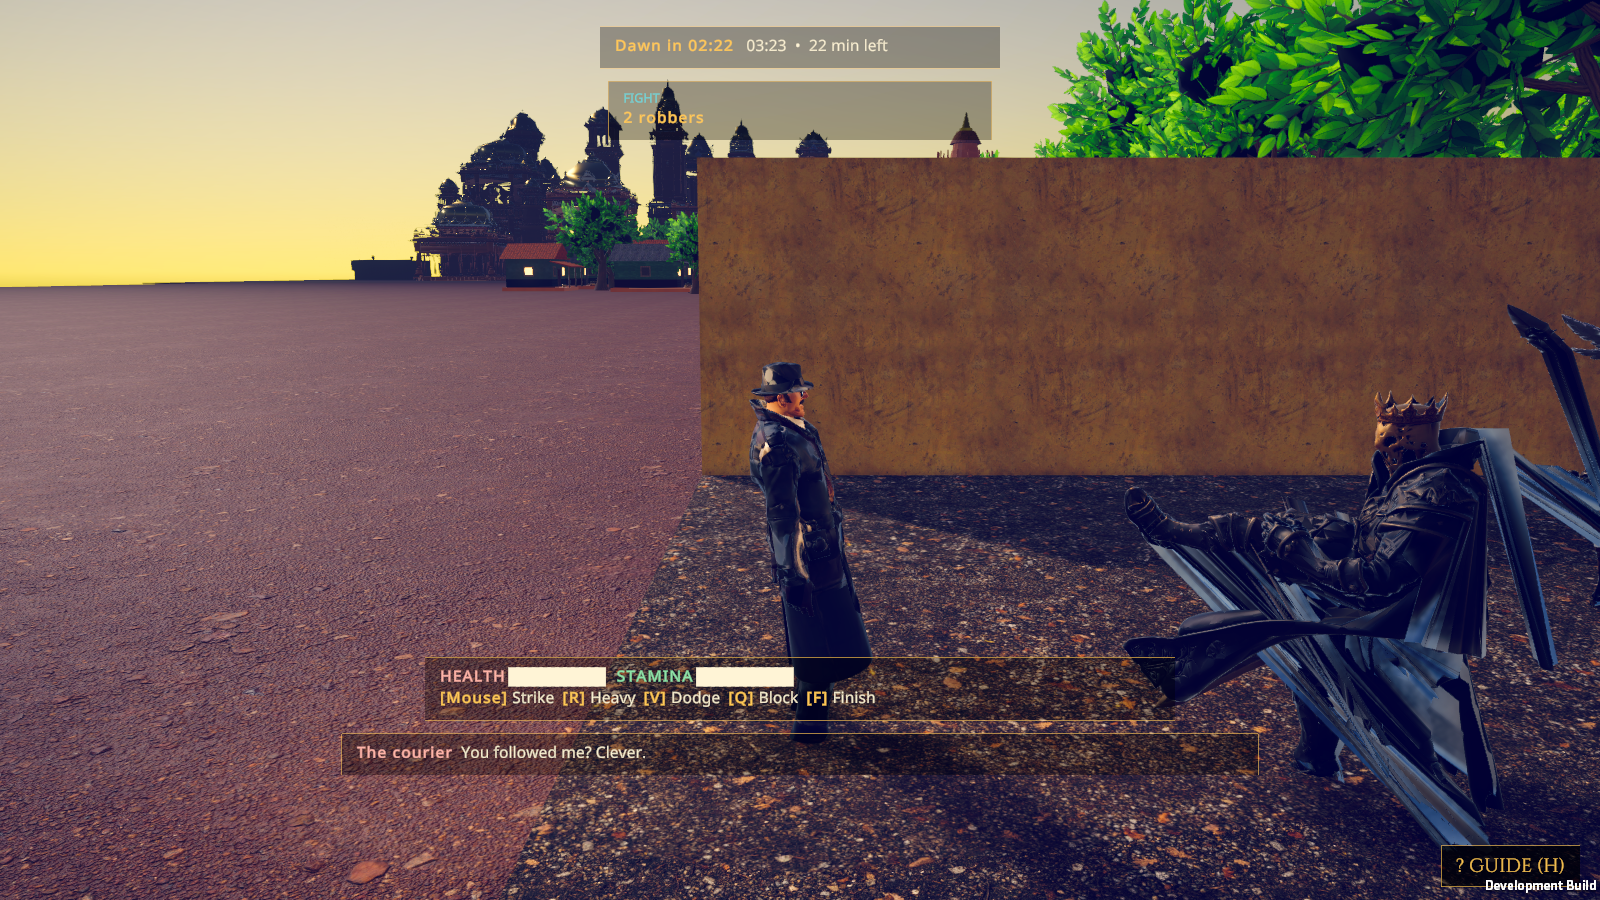 Dawn in 02:22 03:23 • 22 min left
FIGHT
2 robbers
HEALTH STAMINA
[Mouse] Strike [R] Heavy [V] Dodge [Q] Block [F] Finish
The courier You followed me? Clever.
? GUIDE (H)
Development Build